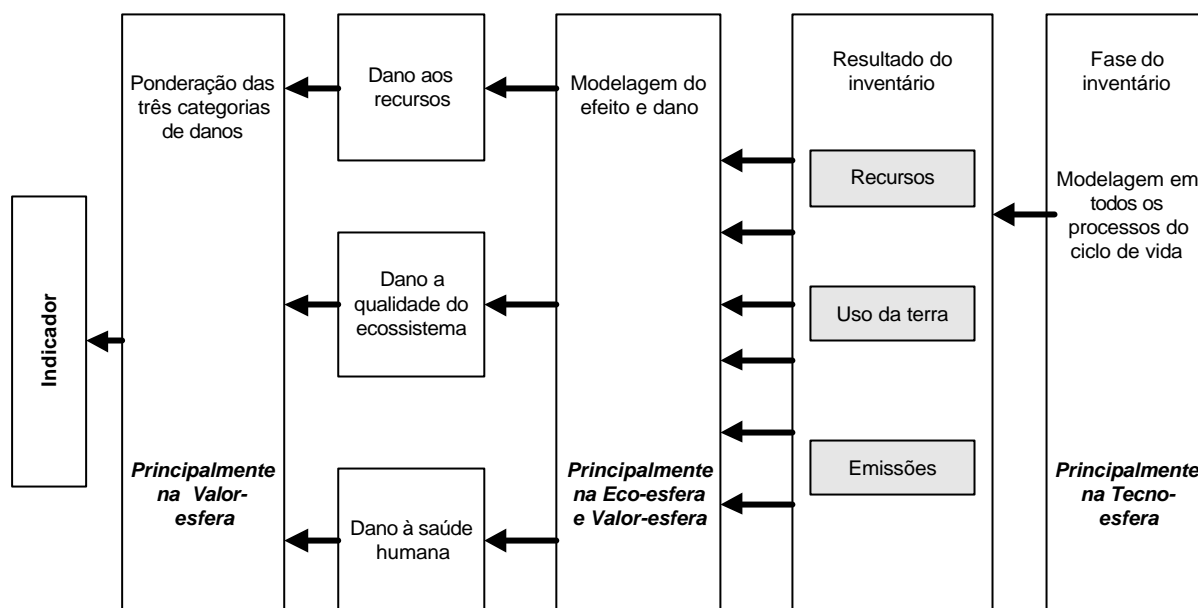 Ponderação das
três categorias
de danos
Principalmente
na Valor-
esfera
Indicador
Dano aos
recursos
Dano a
qualidade do
ecossistema
Dano à saúde
humana
Modelagem do
efeito e dano
Principalmente
na Eco-esfera
e Valor-esfera
Resultado do
inventário
Recursos
Uso da terra
Emissões
Fase do
inventário
Modelagem em
todos os
processos do
ciclo de vida
Principalmente
na Tecno-
esfera